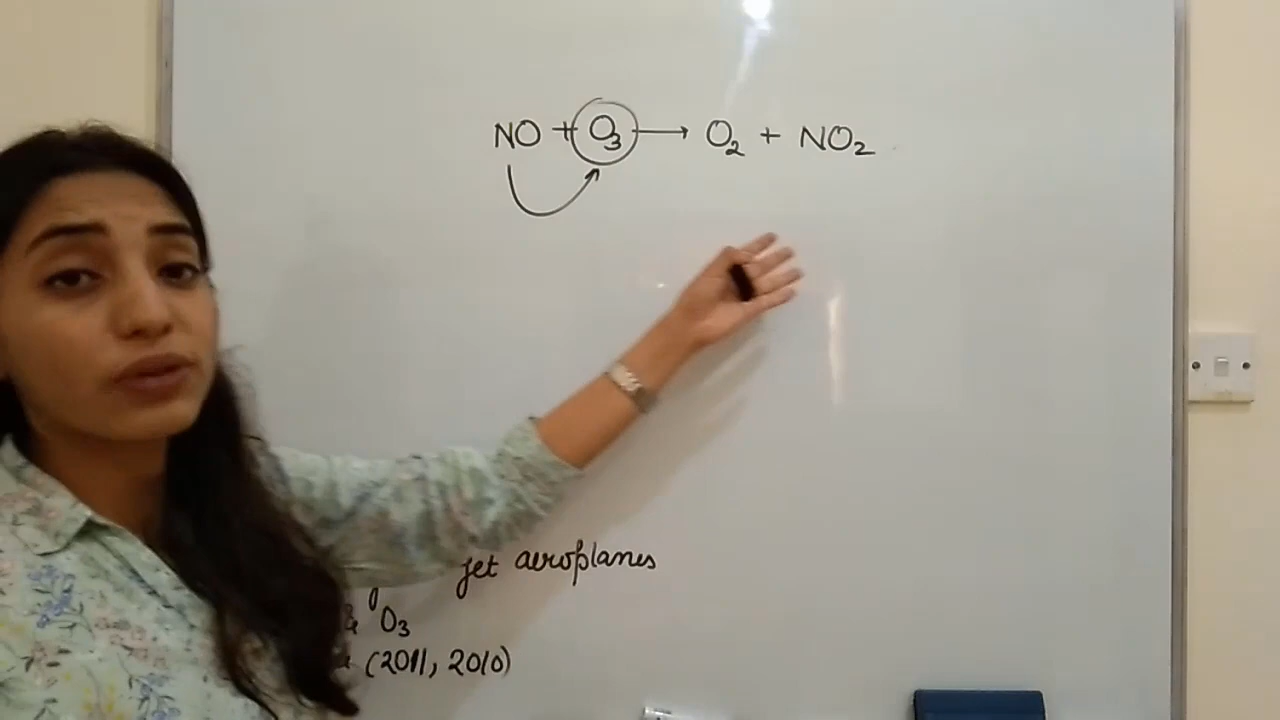 NO + O₃ → O₂ + NO₂
jet aeroplanes
O₃
(2011, 2010)